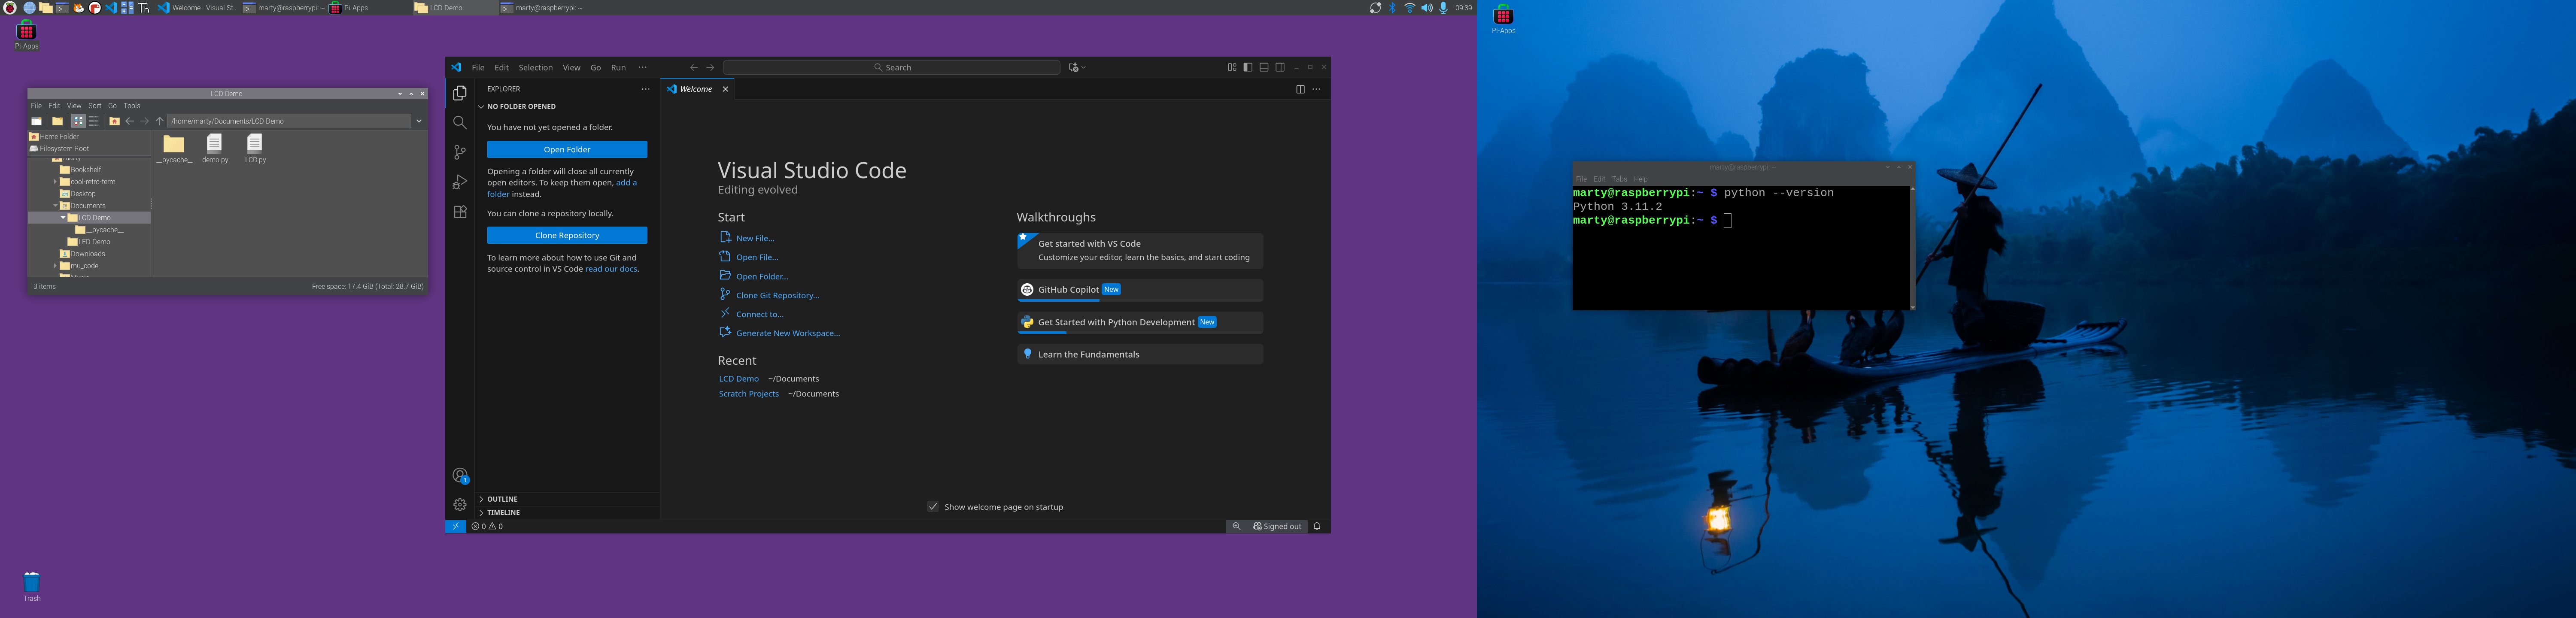 Welcome - Visual St..
marty@raspberrypi: ~
Pi-Apps
LCD Demo
marty@raspberrypi: ~
09:39
Pi-Apps
Trash
LCD Demo
File Edit View Sort Go Tools
/home/marty/Documents/LCD Demo
Home Folder
Filesystem Root
Bookshelf
cool-retro-term
Desktop
Documents
LCD Demo
__pycache__
LED Demo
Downloads
mu_code
__pycache__
demo.py
LCD.py
3 items
Free space: 17.4 GiB (Total: 28.7 GiB)
File Edit Selection View Go Run ···
Search
EXPLORER
NO FOLDER OPENED
You have not yet opened a folder.
Open Folder
Opening a folder will close all currently
open editors. To keep them open, add a
folder instead.
You can clone a repository locally.
Clone Repository
To learn more about how to use Git and
source control in VS Code read our docs.
OUTLINE
TIMELINE
Welcome
Visual Studio Code
Editing evolved
Start
New File...
Open File...
Open Folder...
Clone Git Repository...
Connect to...
Generate New Workspace...
Recent
LCD Demo ~/Documents
Scratch Projects ~/Documents
Walkthroughs
Get started with VS Code
Customize your editor, learn the basics, and start coding
GitHub Copilot New
Get Started with Python Development New
Learn the Fundamentals
Show welcome page on startup
1
0 0
Signed out
Pi-Apps
marty@raspberrypi: ~
File Edit Tabs Help
marty@raspberrypi:~ $ python --version
Python 3.11.2
marty@raspberrypi:~ $